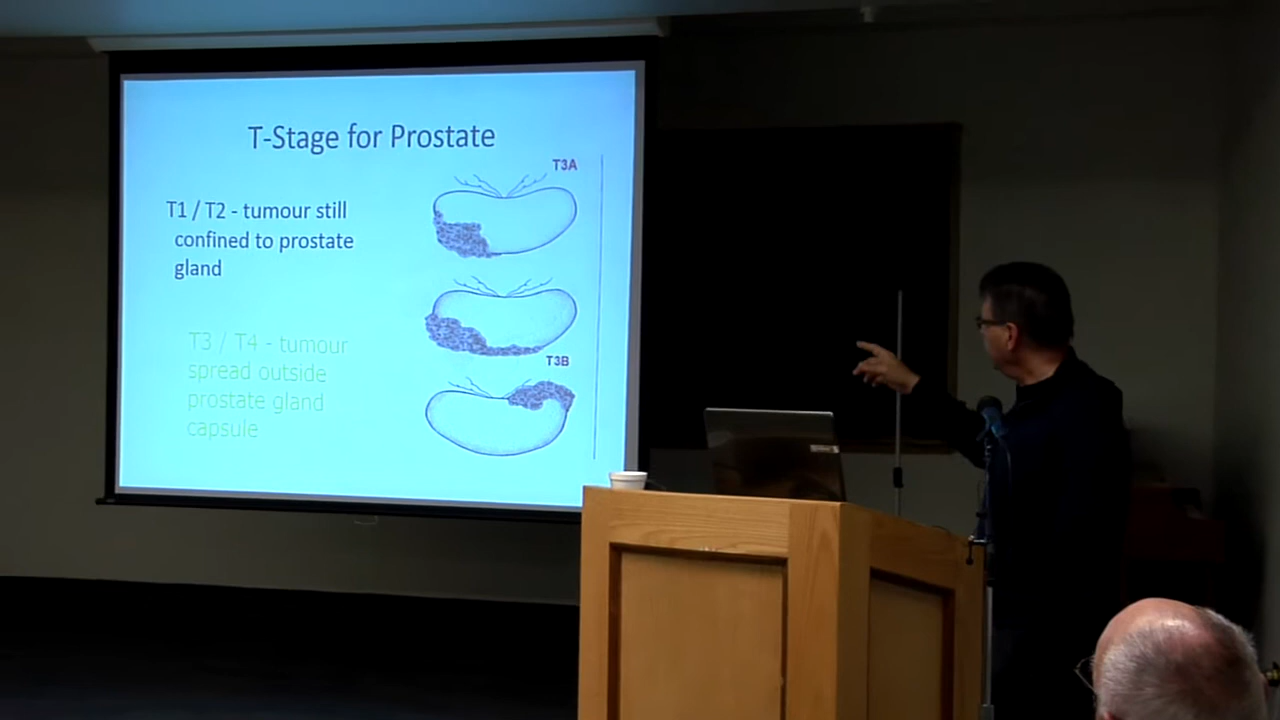 T-Stage for Prostate
T3A
T1 / T2 - tumour still
confined to prostate
gland
T3 / T4 - tumour
spread outside
prostate gland
capsule
T3B